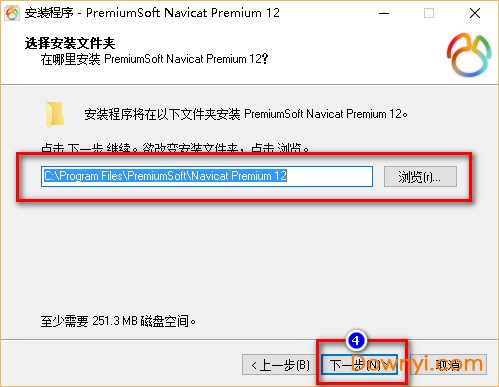 安装程序 - PremiumSoft Navicat Premium 12
选择安装文件夹
在哪里安装 PremiumSoft Navicat Premium 12?
安装程序将在以下文件夹安装 PremiumSoft Navicat Premium 12。
点击 下一步 继续。欲改变安装文件夹，点击 浏览。
C:\Program Files\PremiumSoft\Navicat Premium 12
浏览(r)...
至少需要 251.3 MB 磁盘空间。
4
< 上一步(B)
下一步(N) >
取消
Downyi.com